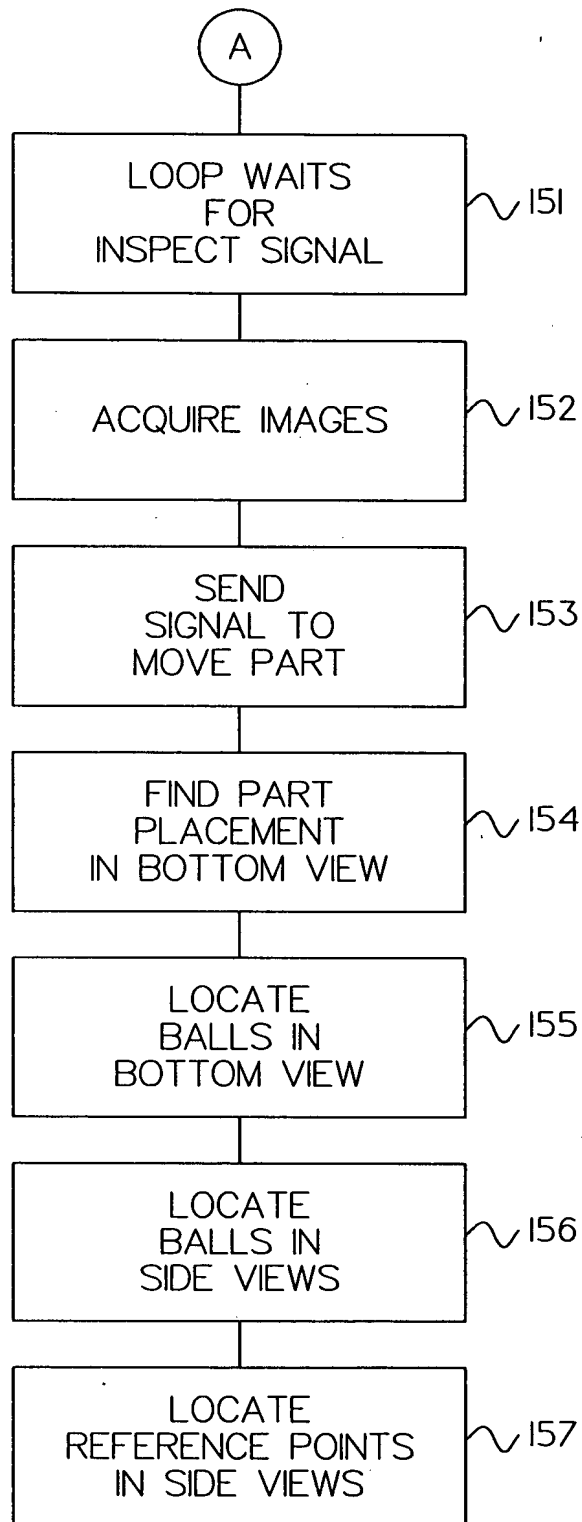 A
LOOP WAITS
FOR
INSPECT SIGNAL
151
ACQUIRE IMAGES
152
SEND
SIGNAL TO
MOVE PART
153
FIND PART
PLACEMENT
IN BOTTOM VIEW
154
LOCATE
BALLS IN
BOTTOM VIEW
155
LOCATE
BALLS IN
SIDE VIEWS
156
LOCATE
REFERENCE POINTS
IN SIDE VIEWS
157